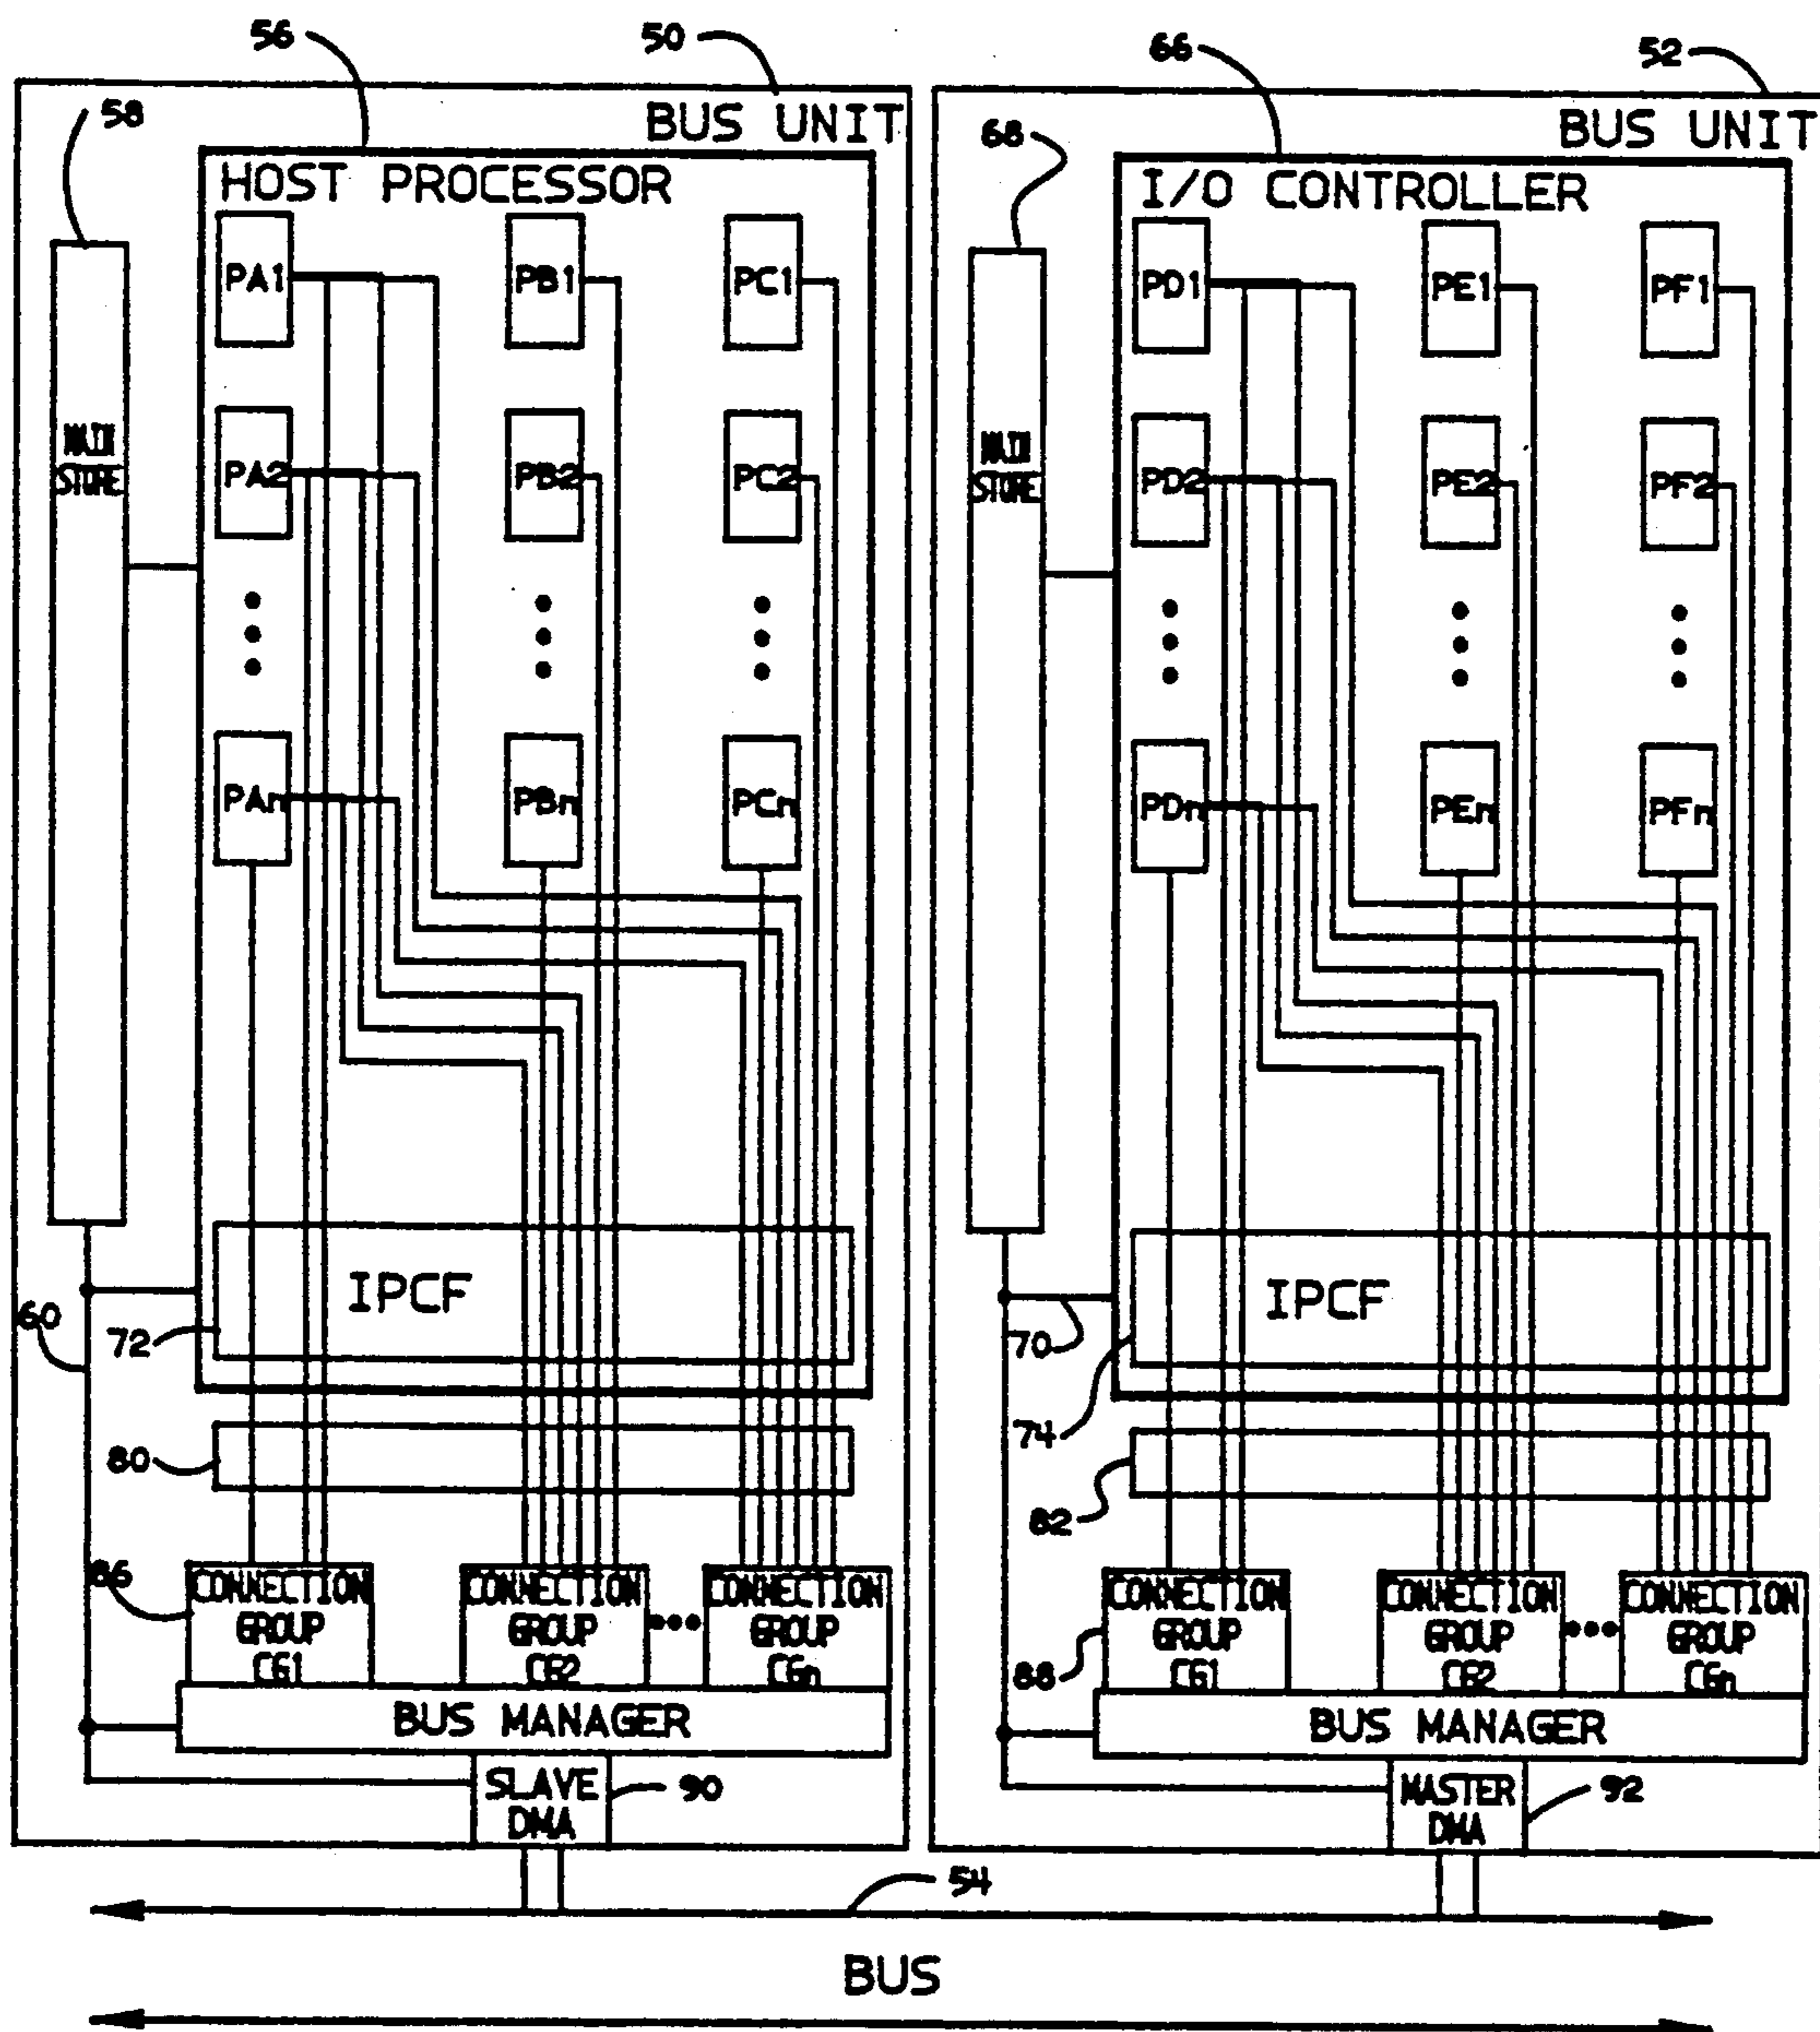 56
50
66
52
58
BUS UNIT
HOST PROCESSOR
PA1
PB1
PC1
MAIN
STORE
PA2
PB2
PC2
PAn
PBn
PCn
IPCF
60
72
80
86
CONNECTION
GROUP
CG1
CONNECTION
GROUP
CG2
CONNECTION
GROUP
CGn
BUS MANAGER
SLAVE
DMA
90
68
BUS UNIT
I/O CONTROLLER
PD1
PE1
PF1
MAIN
STORE
PD2
PE2
PF2
PDn
PEn
PFn
IPCF
70
74
82
88
CONNECTION
GROUP
CG1
CONNECTION
GROUP
CG2
CONNECTION
GROUP
CGn
BUS MANAGER
MASTER
DMA
92
54
BUS